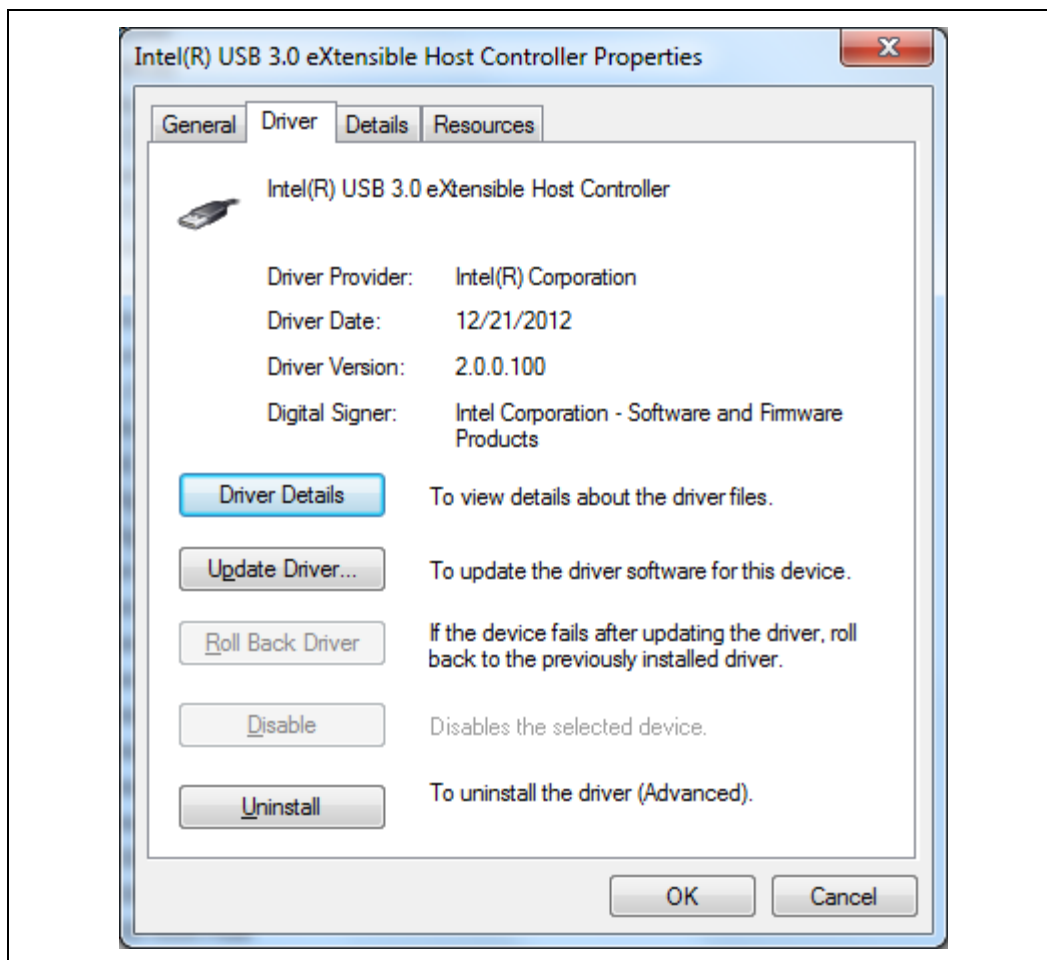 Intel(R) USB 3.0 eXtensible Host Controller Properties
General Driver Details Resources
Intel(R) USB 3.0 eXtensible Host Controller
Driver Provider: Intel(R) Corporation
Driver Date: 12/21/2012
Driver Version: 2.0.0.100
Digital Signer: Intel Corporation - Software and Firmware
Products
Driver Details To view details about the driver files.
Update Driver... To update the driver software for this device.
Roll Back Driver If the device fails after updating the driver, roll
back to the previously installed driver.
Disable Disables the selected device.
Uninstall To uninstall the driver (Advanced).
OK Cancel